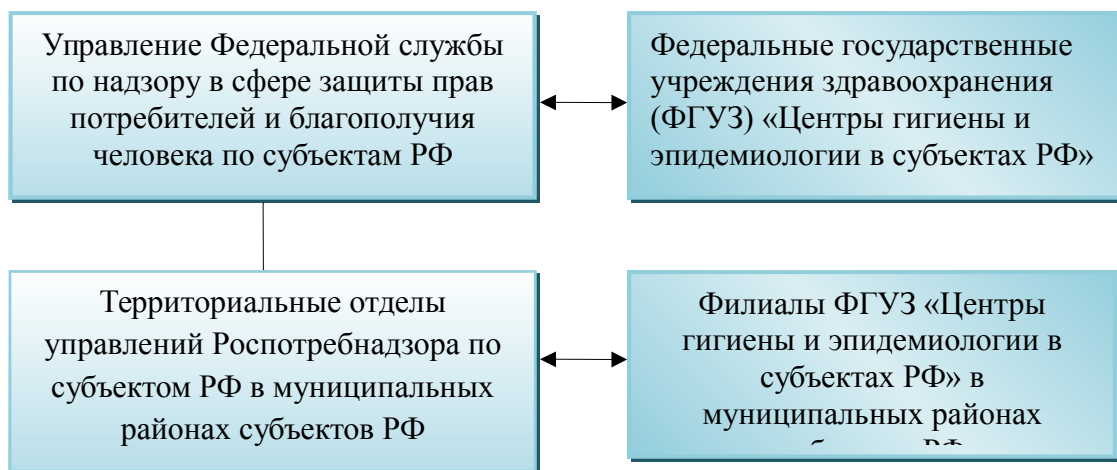 Управление Федеральной службы
по надзору в сфере защиты прав
потребителей и благополучия
человека по субъектам РФ
Федеральные государственные
учреждения здравоохранения
(ФГУЗ) «Центры гигиены и
эпидемиологии в субъектах РФ»
Территориальные отделы
управлений Роспотребнадзора по
субъектом РФ в муниципальных
районах субъектов РФ
Филиалы ФГУЗ «Центры
гигиены и эпидемиологии в
субъектах РФ» в
муниципальных районах